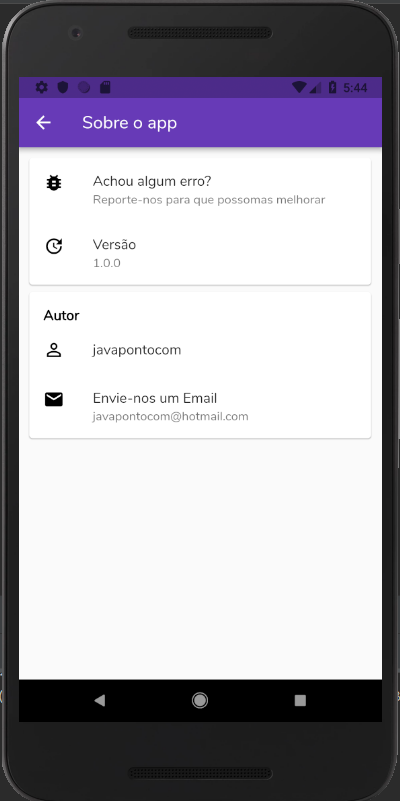 5:44
Sobre o app
Achou algum erro?
Reporte-nos para que possomas melhorar
Versão
1.0.0
Autor
javapontocom
Envie-nos um Email
javapontocom@hotmail.com